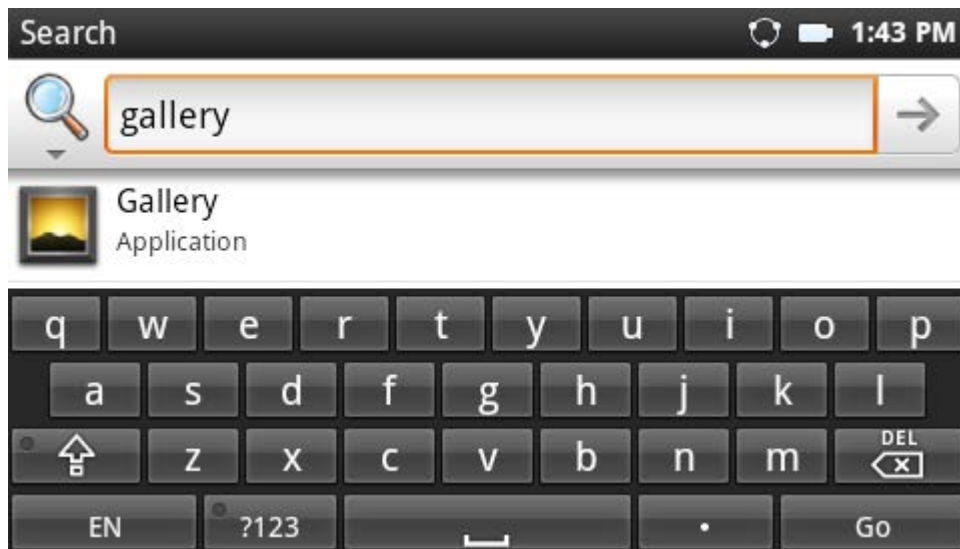 Search 1:43 PM
gallery
Gallery
Application
q w e r t y u i o p
a s d f g h j k l
z x c v b n m DEL
EN ?123 . Go